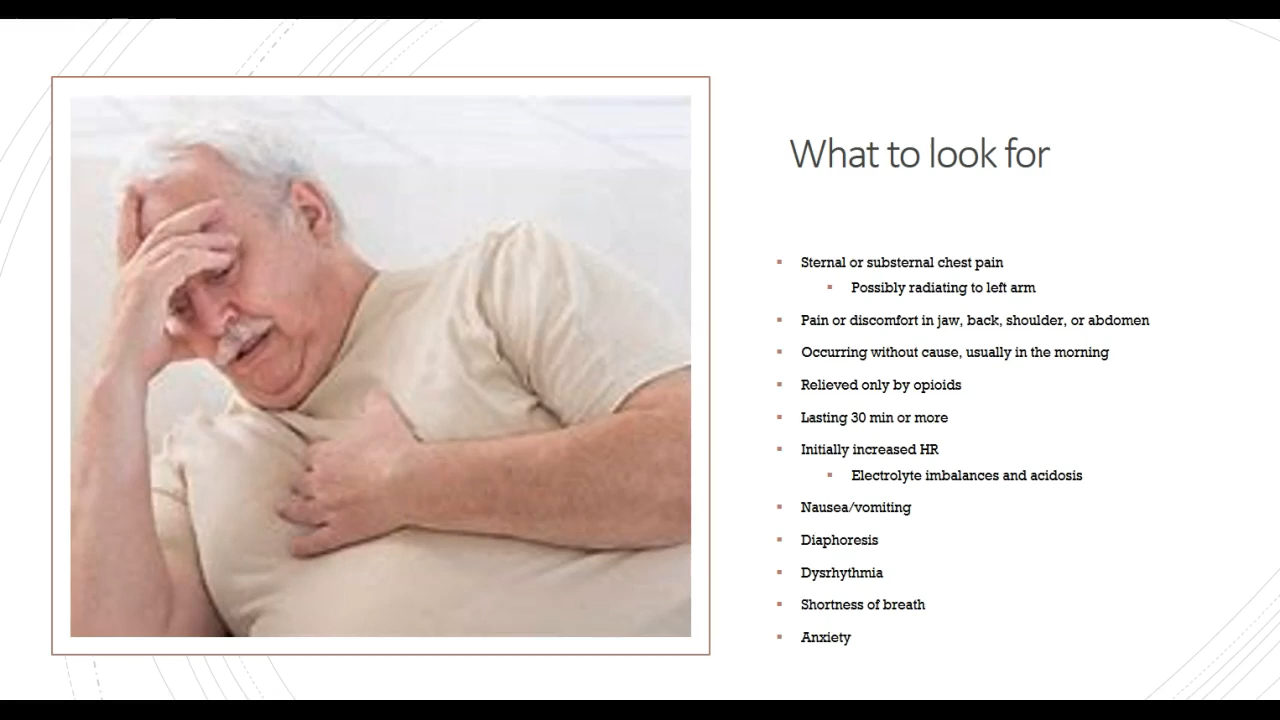 What to look for
Sternal or substernal chest pain
Possibly radiating to left arm
Pain or discomfort in jaw, back, shoulder, or abdomen
Occurring without cause, usually in the morning
Relieved only by opioids
Lasting 30 min or more
Initially increased HR
Electrolyte imbalances and acidosis
Nausea/vomiting
Diaphoresis
Dysrhythmia
Shortness of breath
Anxiety